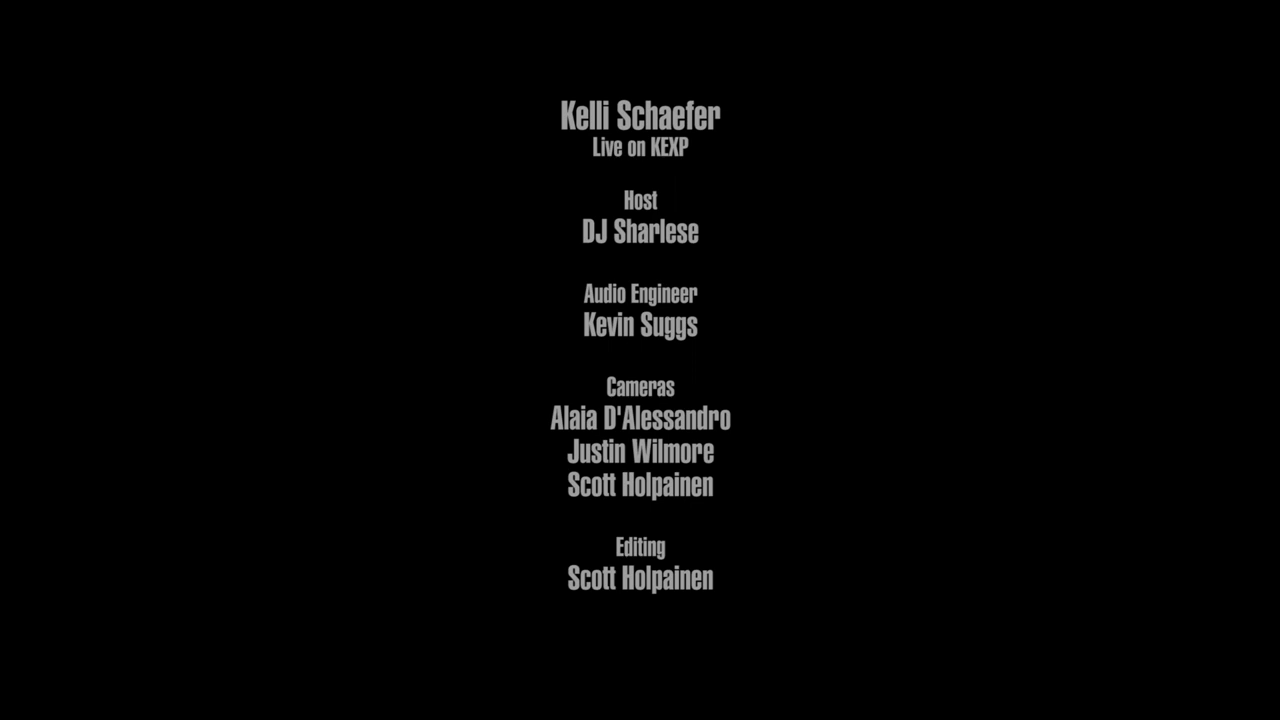 Kelli Schaefer
Live on KEXP
Host
DJ Sharlese
Audio Engineer
Kevin Suggs
Cameras
Alaia D'Alessandro
Justin Wilmore
Scott Holpainen
Editing
Scott Holpainen